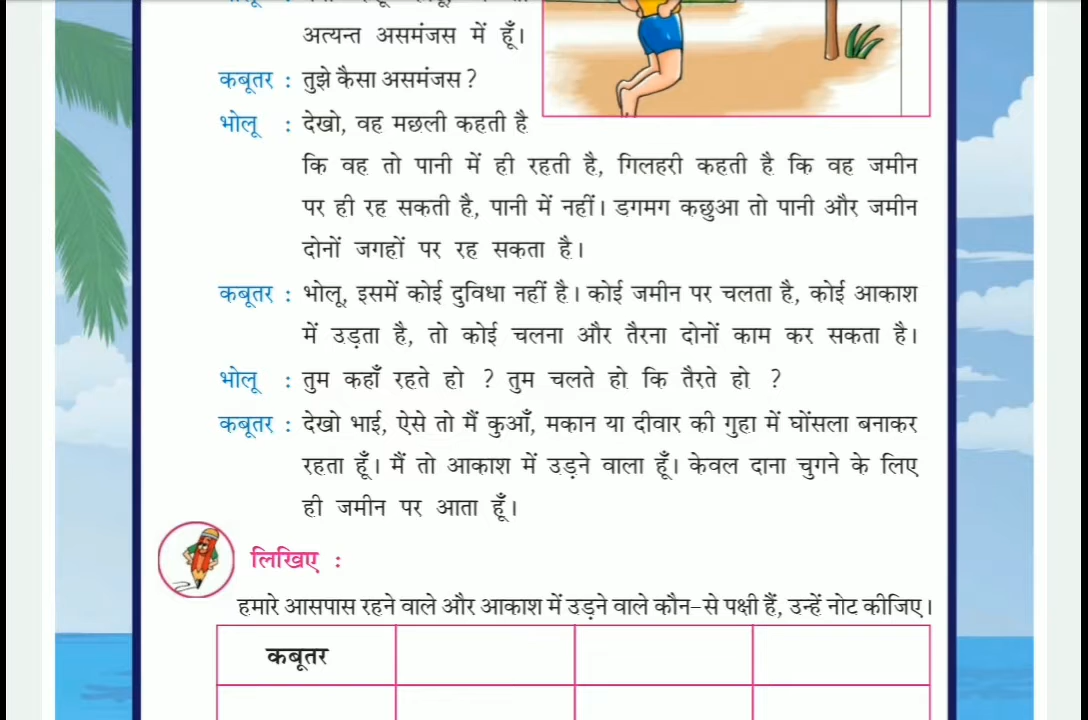 अत्यन्त असमंजस में हूँ।
कबूतर : तुझे कैसा असमंजस ?
भोलू : देखो, वह मछली कहती है
कि वह तो पानी में ही रहती है, गिलहरी कहती है कि वह जमीन
पर ही रह सकती है, पानी में नहीं। डगमग कछुआ तो पानी और जमीन
दोनों जगहों पर रह सकता है।
कबूतर : भोलू, इसमें कोई दुविधा नहीं है। कोई जमीन पर चलता है, कोई आकाश
में उड़ता है, तो कोई चलना और तैरना दोनों काम कर सकता है।
भोलू : तुम कहाँ रहते हो ? तुम चलते हो कि तैरते हो ?
कबूतर : देखो भाई, ऐसे तो मैं कुआँ, मकान या दीवार की गुहा में घोंसला बनाकर
रहता हूँ। मैं तो आकाश में उड़ने वाला हूँ। केवल दाना चुगने के लिए
ही जमीन पर आता हूँ।
लिखिए :
हमारे आसपास रहने वाले और आकाश में उड़ने वाले कौन-से पक्षी हैं, उन्हें नोट कीजिए।
कबूतर